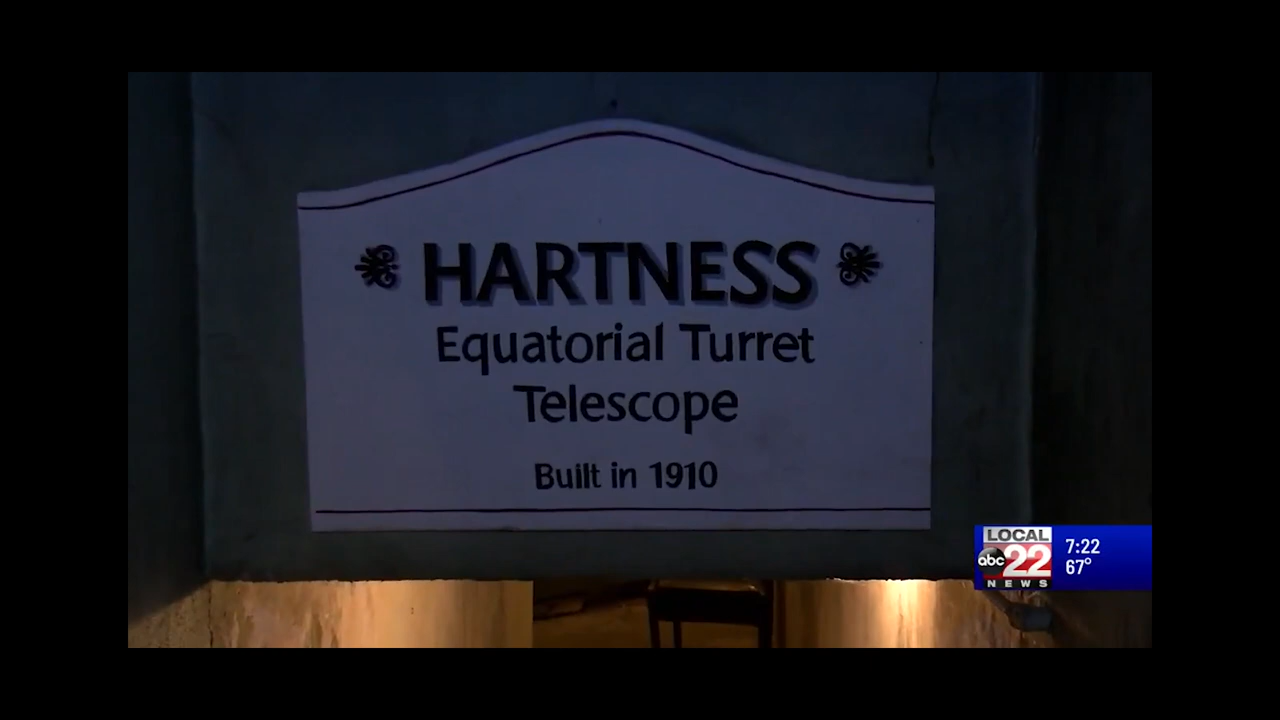 HARTNESS
Equatorial Turret
Telescope
Built in 1910
LOCAL
abc 22
NEWS
7:22
67°